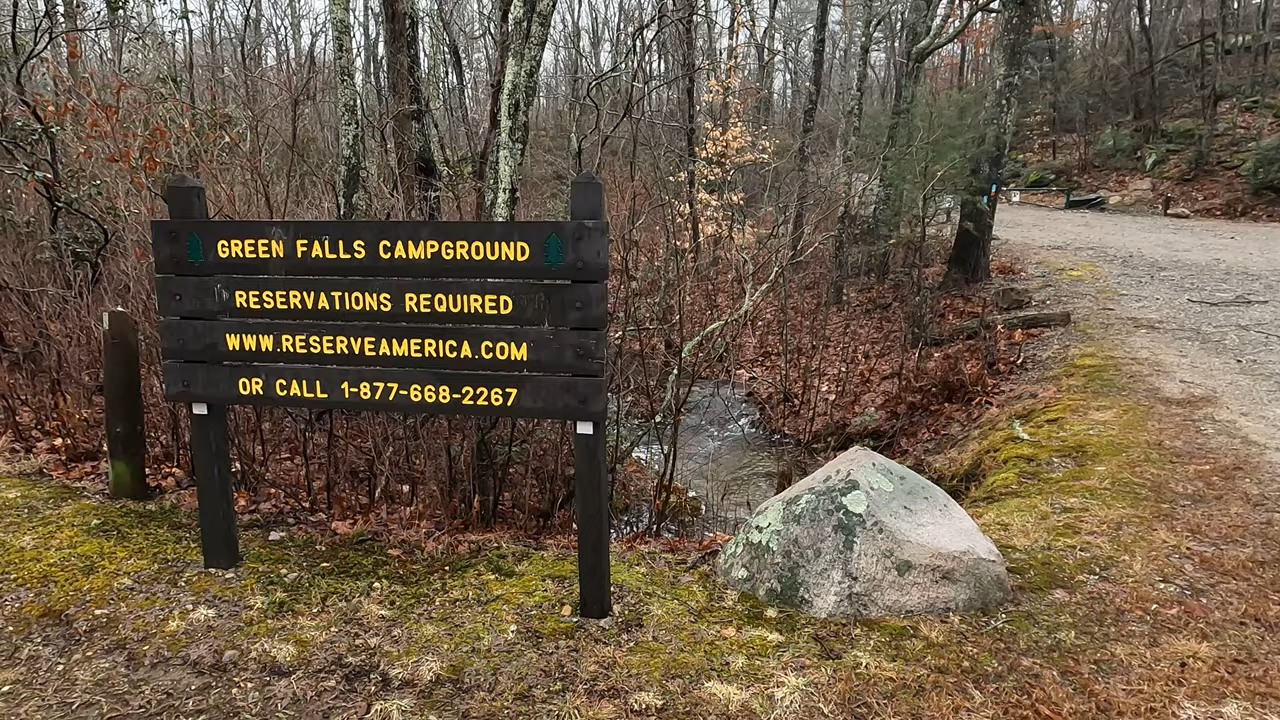 GREEN FALLS CAMPGROUND
RESERVATIONS REQUIRED
WWW.RESERVEAMERICA.COM
OR CALL 1-877-668-2267